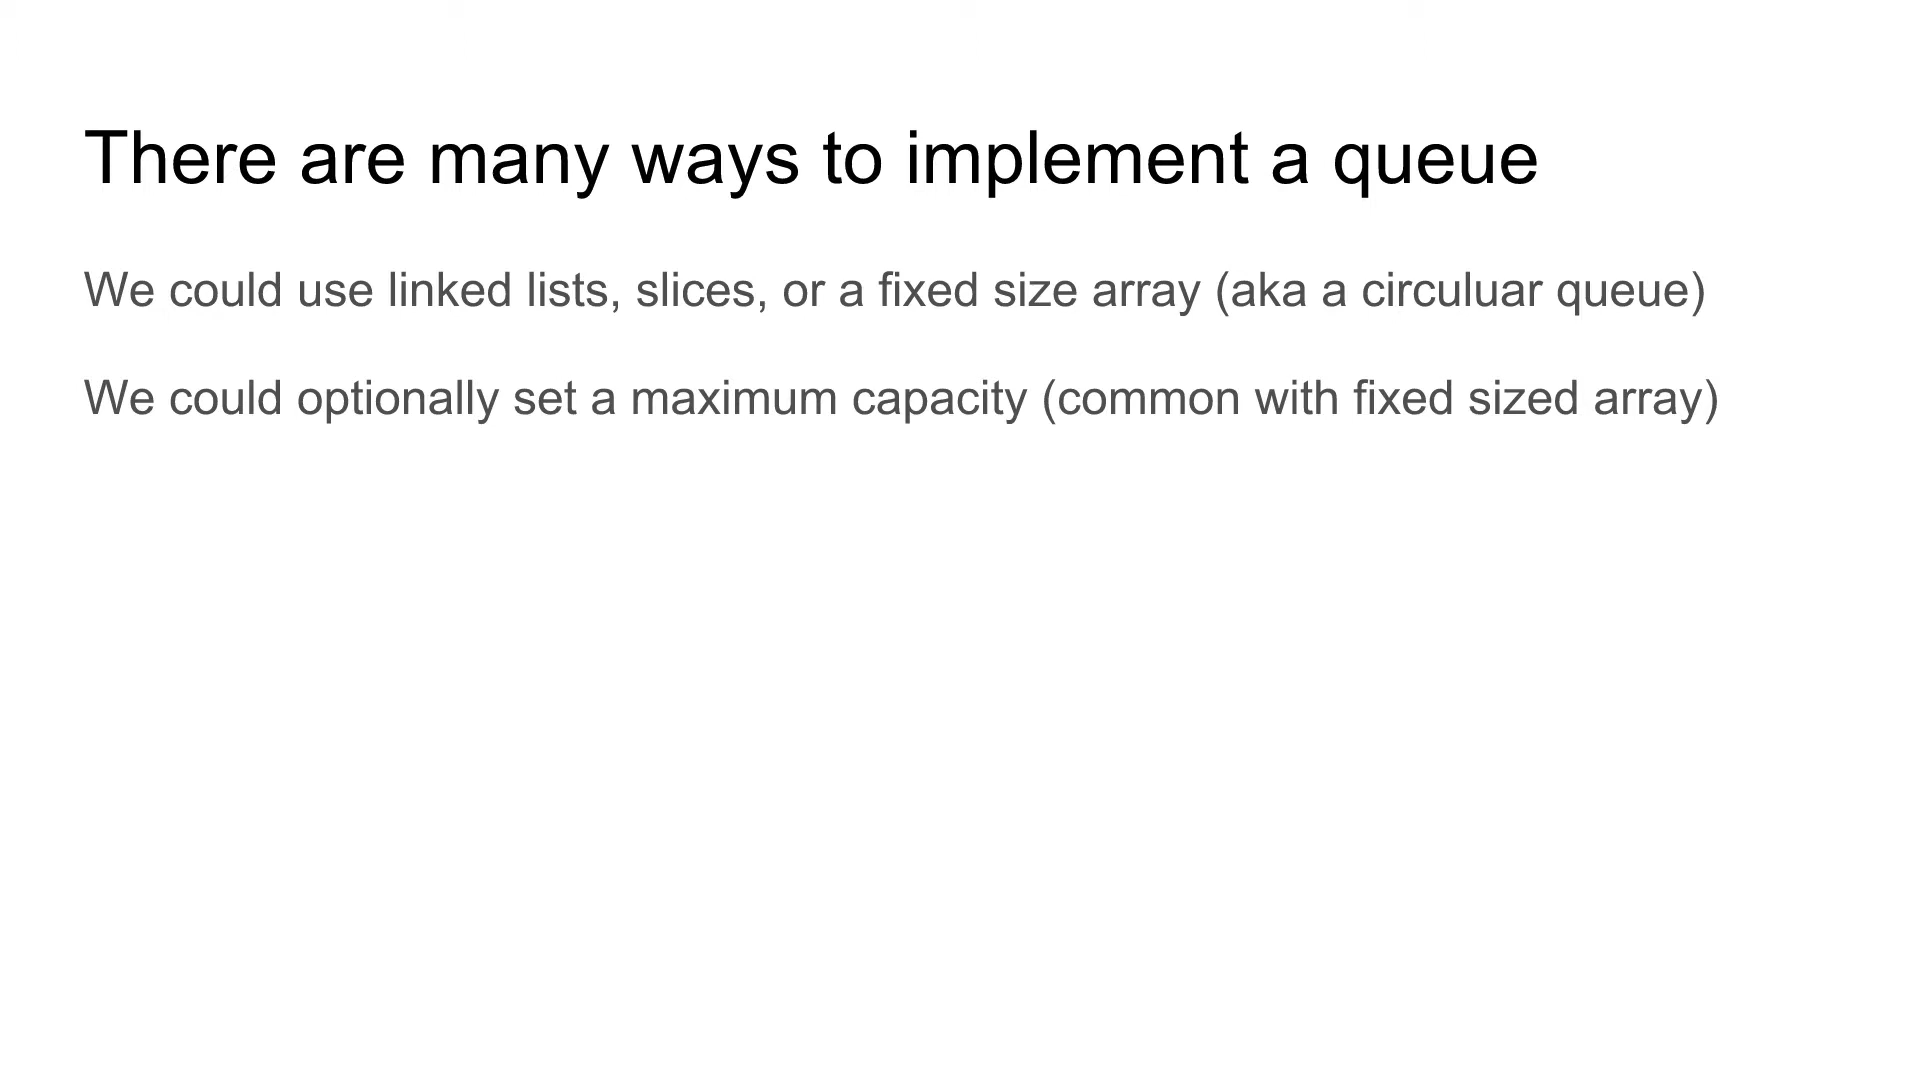 There are many ways to implement a queue
We could use linked lists, slices, or a fixed size array (aka a circuluar queue)
We could optionally set a maximum capacity (common with fixed sized array)